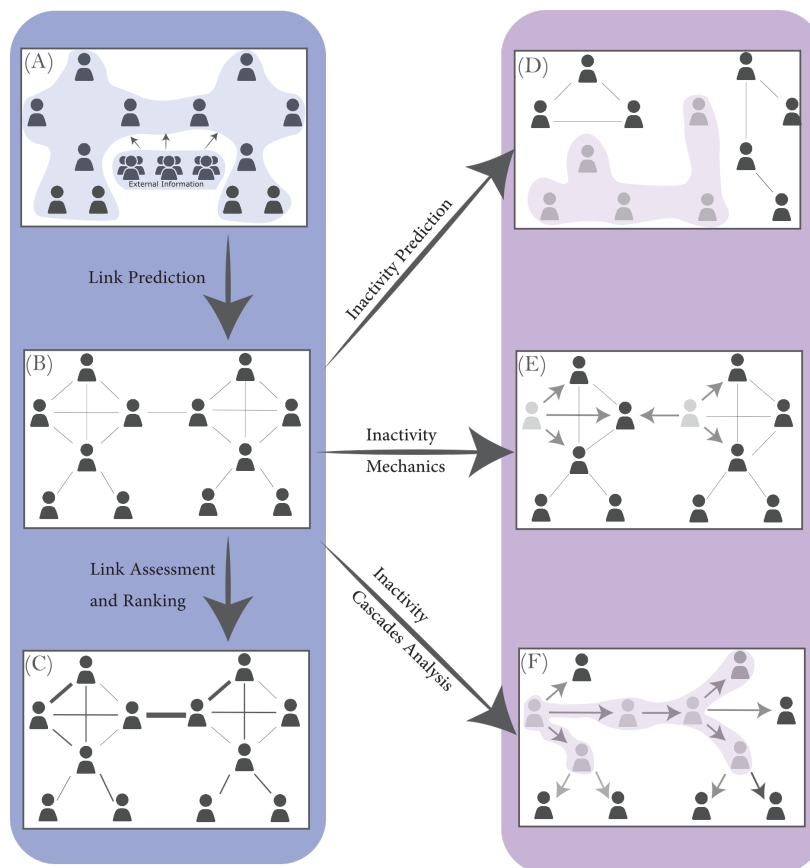 (A)
External Information
Link Prediction
(B)
Link Assessment
and Ranking
(C)
Inactivity Prediction
Inactivity
Mechanics
Inactivity
Cascades Analysis
(D)
(E)
(F)